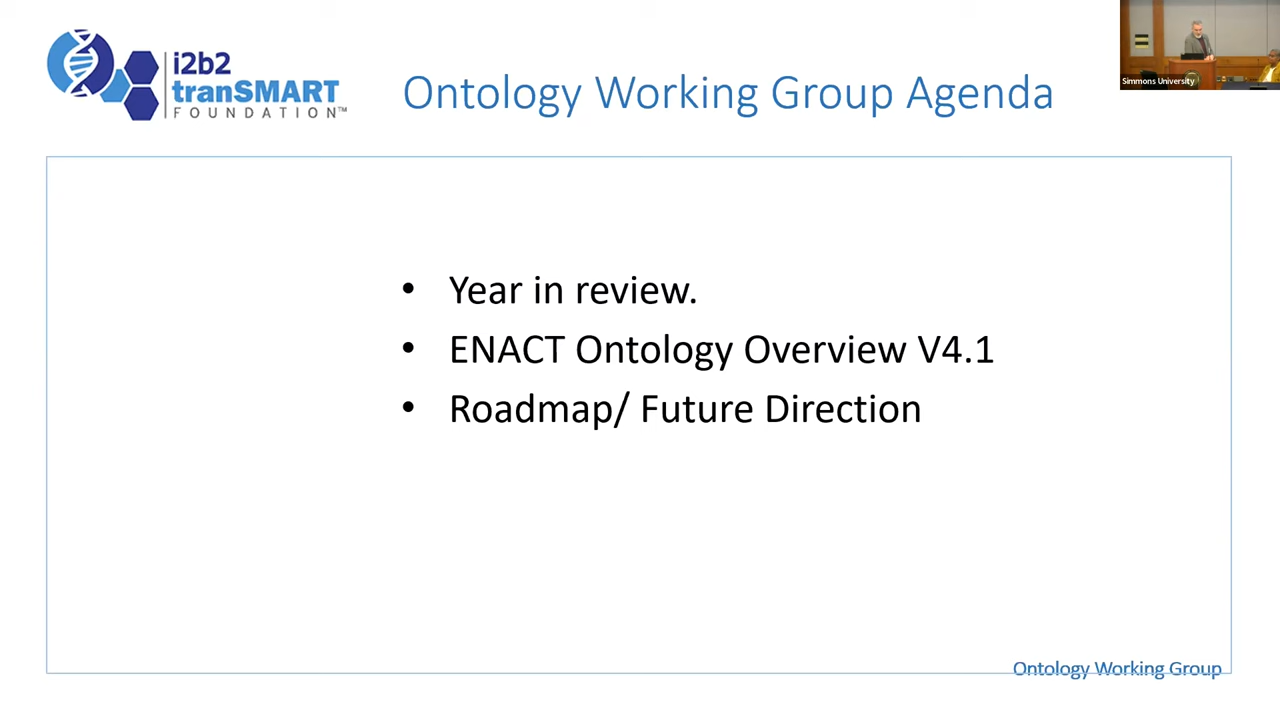 i2b2
tranSMART
FOUNDATION™
Ontology Working Group Agenda
Simmons University
• Year in review.
• ENACT Ontology Overview V4.1
• Roadmap/ Future Direction
Ontology Working Group